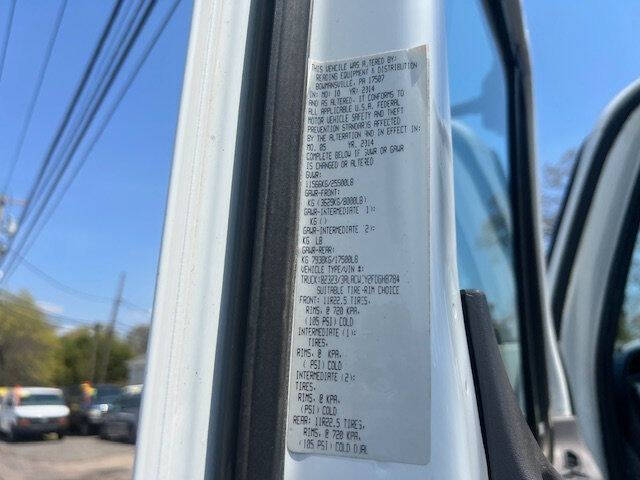 THIS VEHICLE WAS ALTERED BY:
READING EQUIPMENT & DISTRIBUTION
BOWMANSVILLE, PA 17507
IN: MO: 10 YR: 2014
AND AS ALTERED, IT CONFORMS TO
ALL APPLICABLE U.S.A. FEDERAL
MOTOR VEHICLE SAFETY AND THEFT
PREVENTION STANDARDS AFFECTED
BY THE ALTERATION AND IN EFFECT IN:
MO. 05 YR. 2014
COMPLETE BELOW IF GVWR OR GAWR
IS CHANGED OR ALTERED
GVWR:
11566KG/25500LB
GAWR-FRONT:
KG (3629KG/8000LB)
GAWR-INTERMEDIATE (1):
KG ()
GAWR-INTERMEDIATE (2):
KG LB
GAWR-REAR:
KG 7938KG/17500LB
VEHICLE TYPE/VIN #:
TRUCK:82323/3ALACWDY2FDGH8784
SUITABLE TIRE-RIM CHOICE
FRONT: 11R22.5 TIRES,
RIMS, @ 720 KPA,
(105 PSI) COLD
INTERMEDIATE (1):
TIRES,
RIMS, @ KPA,
( PSI) COLD
INTERMEDIATE (2):
TIRES,
RIMS, @ KPA,
(PSI) COLD
REAR: 11R22.5 TIRES,
RIMS, @ 720 KPA,
(105 PSI) COLD DUAL